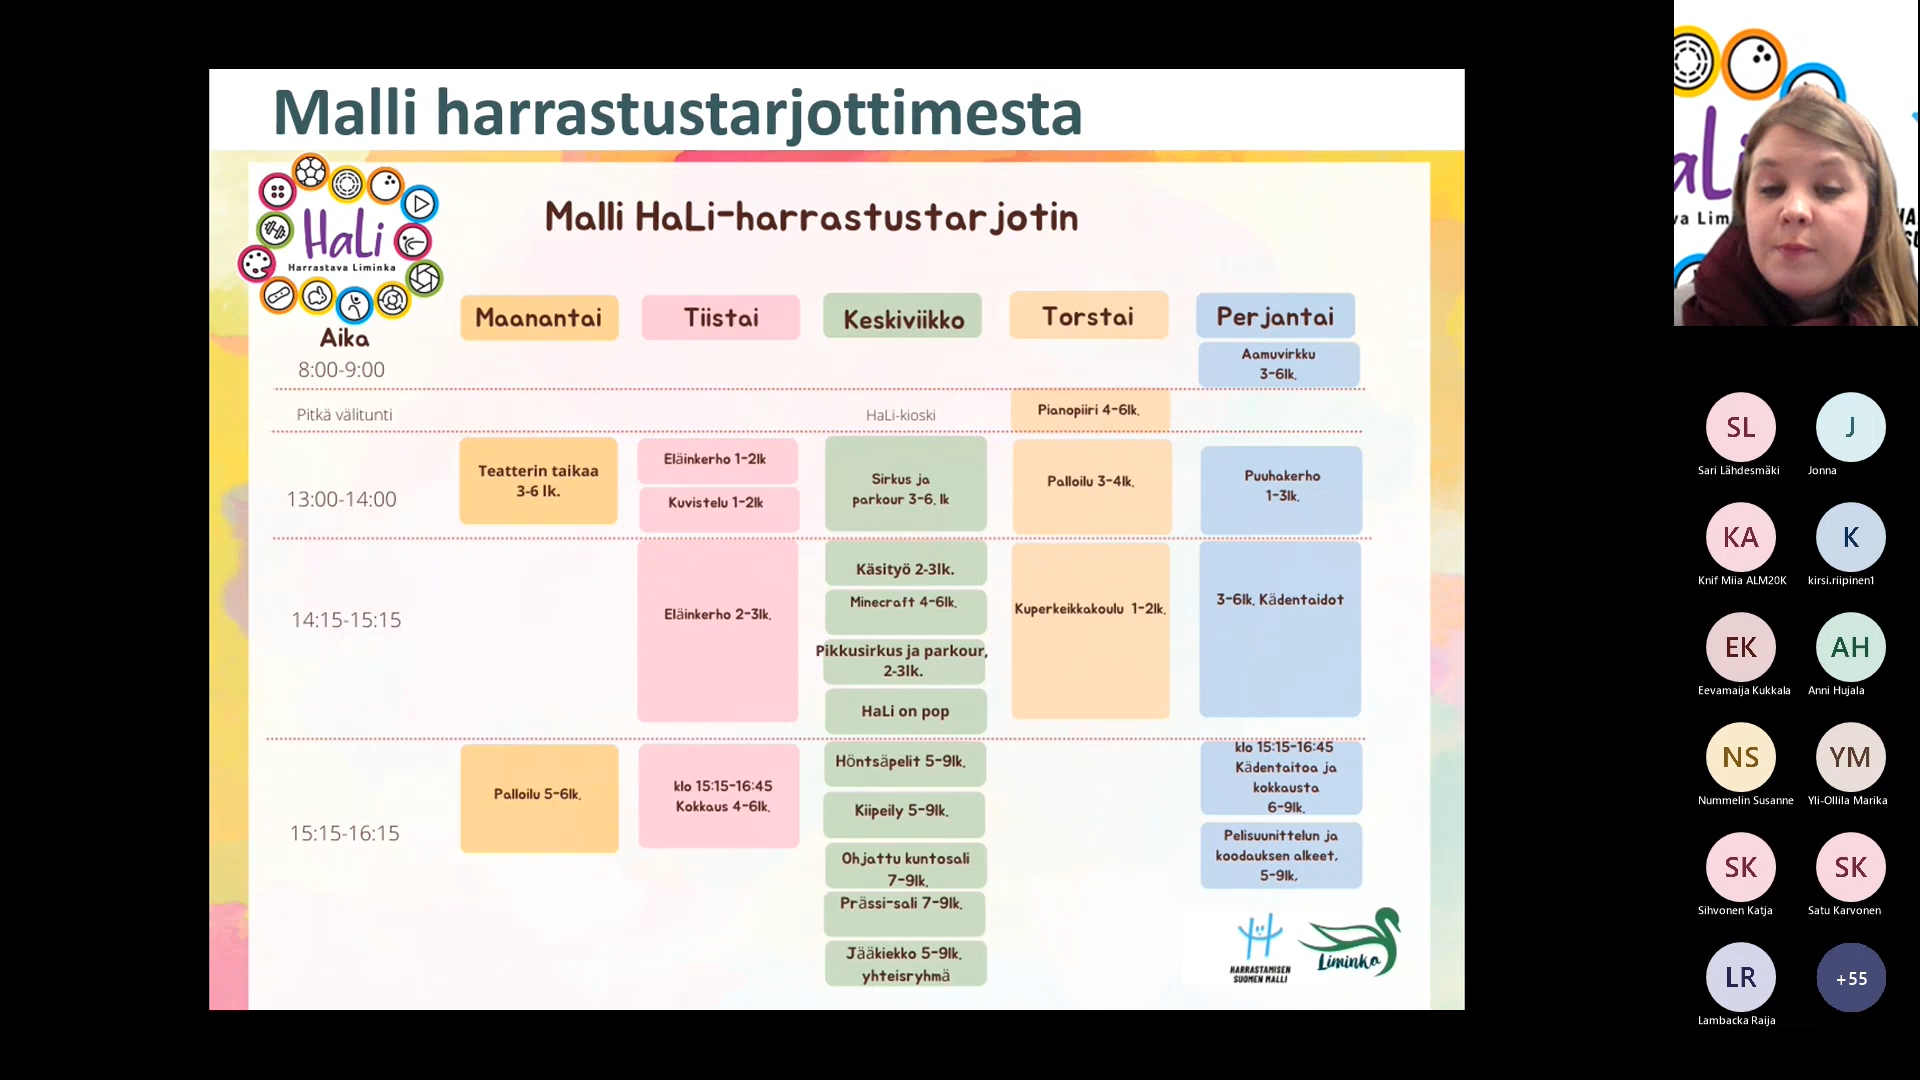 Malli harrastustarjottimesta
HaLi
Harrastava Liminka
Malli HaLi-harrastustarjotin
Aika
Maanantai
Tiistai
Keskiviikko
Torstai
Perjantai
8:00-9:00
Aamuvirkku
3-6lk.
Pitkä välitunti
HaLi-kioski
Pianopiiri 4-6lk.
13:00-14:00
Teatterin taikaa
3-6 lk.
Eläinkerho 1-2lk
Kuvistelu 1-2lk
Sirkus ja
parkour 3-6. lk
Palloilu 3-4lk.
Puuhakerho
1-3lk.
14:15-15:15
Eläinkerho 2-3lk.
Käsityö 2-3lk.
Minecraft 4-6lk.
Pikkusirkus ja parkour,
2-3lk.
HaLi on pop
Kuperkeikkakoulu 1-2lk.
3-6lk. Kädentaidot
15:15-16:15
Palloilu 5-6lk.
klo 15:15-16:45
Kokkaus 4-6lk.
Höntsäpelit 5-9lk.
Kiipeily 5-9lk.
Ohjattu kuntosali
7-9lk.
Prässi-sali 7-9lk.
Jääkiekko 5-9lk.
yhteisryhmä
klo 15:15-16:45
Kädentaitoa ja
kokkausta
6-9lk.
Pelisuunittelun ja
koodauksen alkeet.
5-9lk.
HARRASTAMISEN
SUOMEN MALLI
Liminka
SL
Sari Lähdesmäki
J
Jonna
KA
Knif Miia ALM20K
K
kirsi.riipinen1
EK
Eevamaija Kukkala
AH
Anni Hujala
NS
Nummelin Susanne
YM
Yli-Ollila Marika
SK
Sihvonen Katja
SK
Satu Karvonen
LR
Lambacka Raija
+55